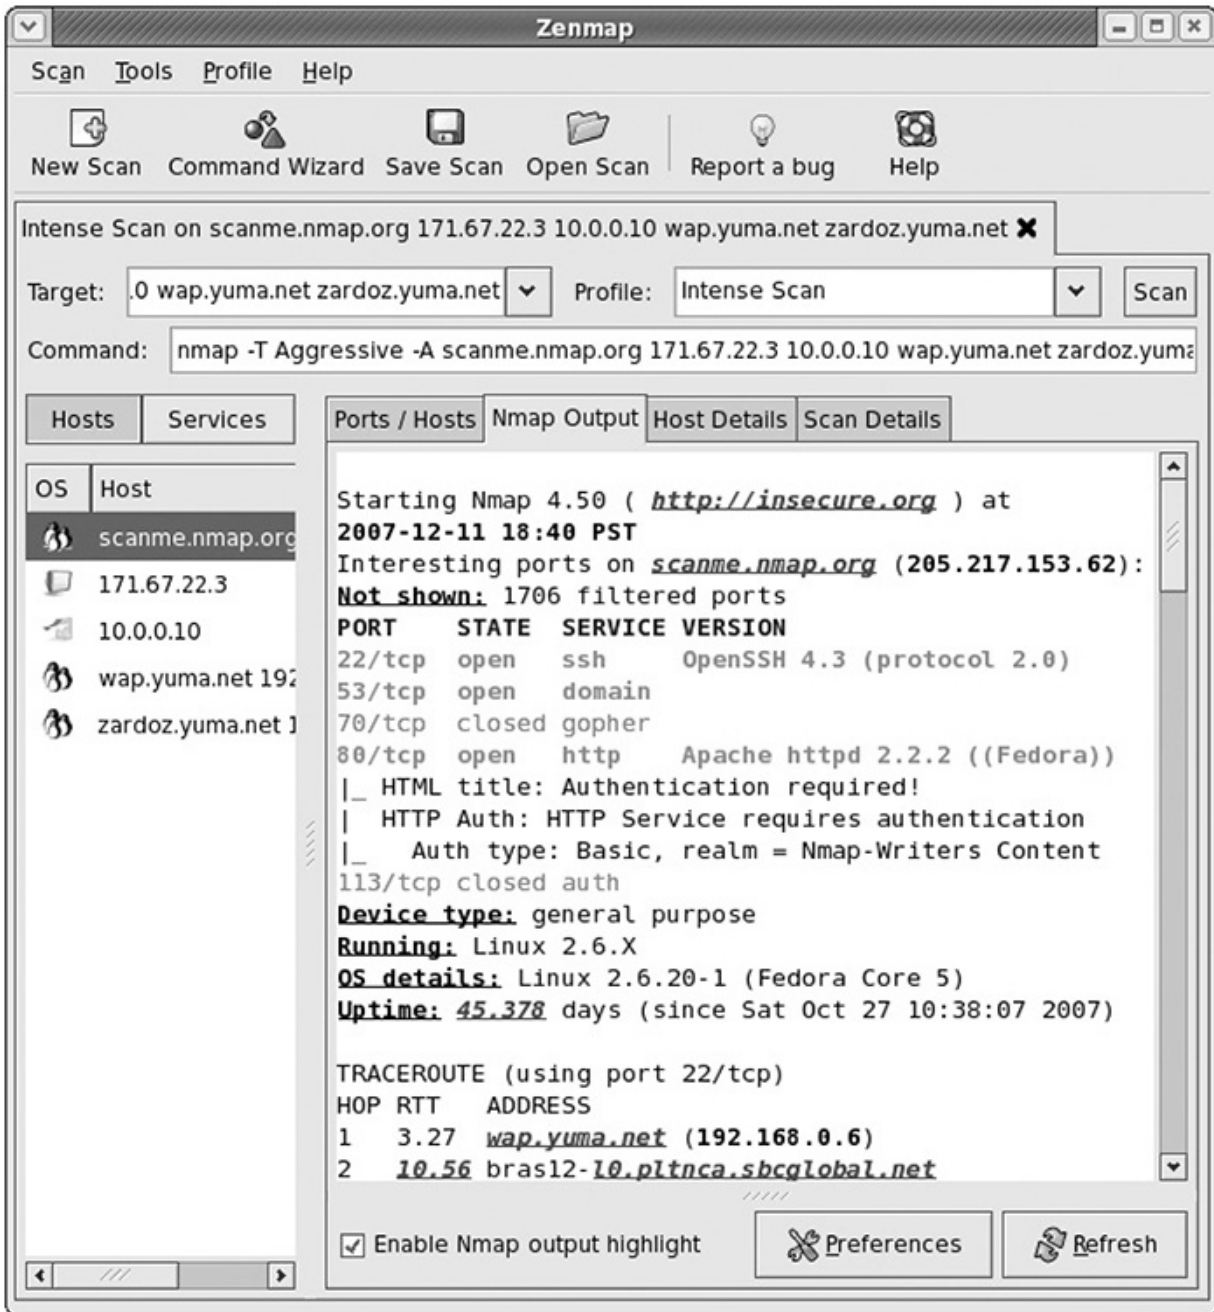 Zenmap
Scan Tools Profile Help
New Scan Command Wizard Save Scan Open Scan Report a bug Help
Intense Scan on scanme.nmap.org 171.67.22.3 10.0.0.10 wap.yuma.net zardoz.yuma.net
Target: .0 wap.yuma.net zardoz.yuma.net Profile: Intense Scan Scan
Command: nmap -T Aggressive -A scanme.nmap.org 171.67.22.3 10.0.0.10 wap.yuma.net zardoz.yuma
Hosts Services
OS Host
scanme.nmap.org
171.67.22.3
10.0.0.10
wap.yuma.net 192
zardoz.yuma.net 1
Ports / Hosts Nmap Output Host Details Scan Details
Starting Nmap 4.50 ( http://insecure.org ) at
2007-12-11 18:40 PST
Interesting ports on scanme.nmap.org (205.217.153.62):
Not shown: 1706 filtered ports
PORT STATE SERVICE VERSION
22/tcp open ssh OpenSSH 4.3 (protocol 2.0)
53/tcp open domain
70/tcp closed gopher
80/tcp open http Apache httpd 2.2.2 ((Fedora))
|_ HTML title: Authentication required!
| HTTP Auth: HTTP Service requires authentication
|_ Auth type: Basic, realm = Nmap-Writers Content
113/tcp closed auth
Device type: general purpose
Running: Linux 2.6.X
OS details: Linux 2.6.20-1 (Fedora Core 5)
Uptime: 45.378 days (since Sat Oct 27 10:38:07 2007)
TRACEROUTE (using port 22/tcp)
HOP RTT ADDRESS
1 3.27 wap.yuma.net (192.168.0.6)
2 10.56 bras12-l0.pltnca.sbcglobal.net
Enable Nmap output highlight Preferences Refresh